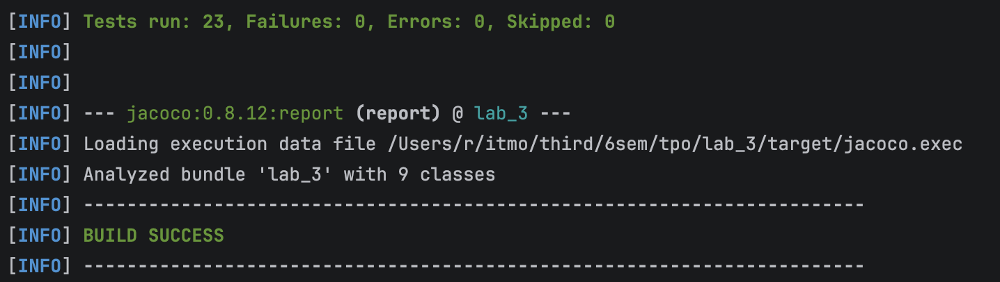 [INFO] Tests run: 23, Failures: 0, Errors: 0, Skipped: 0
[INFO]
[INFO]
[INFO] --- jacoco:0.8.12:report (report) @ lab_3 ---
[INFO] Loading execution data file /Users/r/itmo/third/6sem/tpo/lab_3/target/jacoco.exec
[INFO] Analyzed bundle 'lab_3' with 9 classes
[INFO] ------------------------------------------------------------------------
[INFO] BUILD SUCCESS
[INFO] ------------------------------------------------------------------------